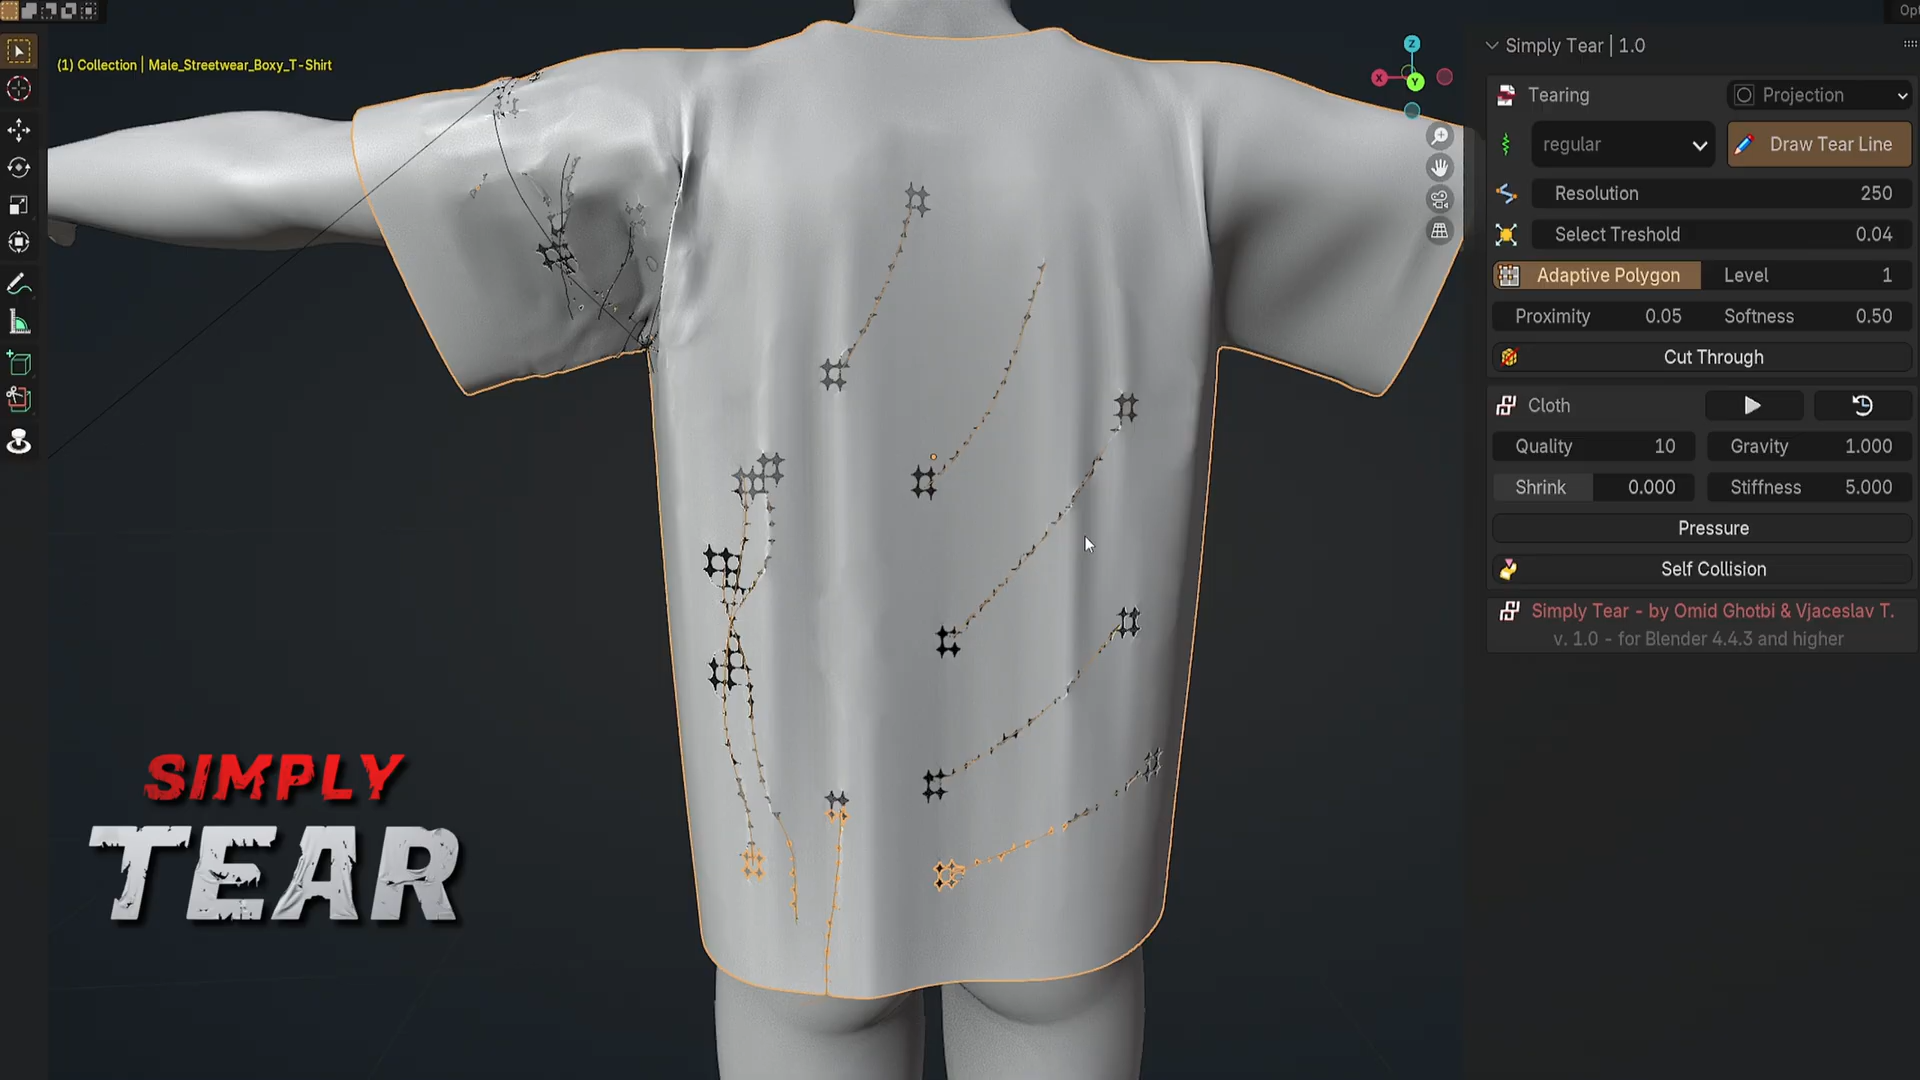 Opt
(1) Collection | Male_Streetwear_Boxy_T-Shirt
Z
X
Y
Simply Tear | 1.0
Tearing
Projection
regular
Draw Tear Line
Resolution 250
Select Treshold 0.04
Adaptive Polygon Level 1
Proximity 0.05 Softness 0.50
Cut Through
Cloth
Quality 10 Gravity 1.000
Shrink 0.000 Stiffness 5.000
Pressure
Self Collision
Simply Tear - by Omid Ghotbi & Vjaceslav T.
v. 1.0 - for Blender 4.4.3 and higher
SIMPLY
TEAR